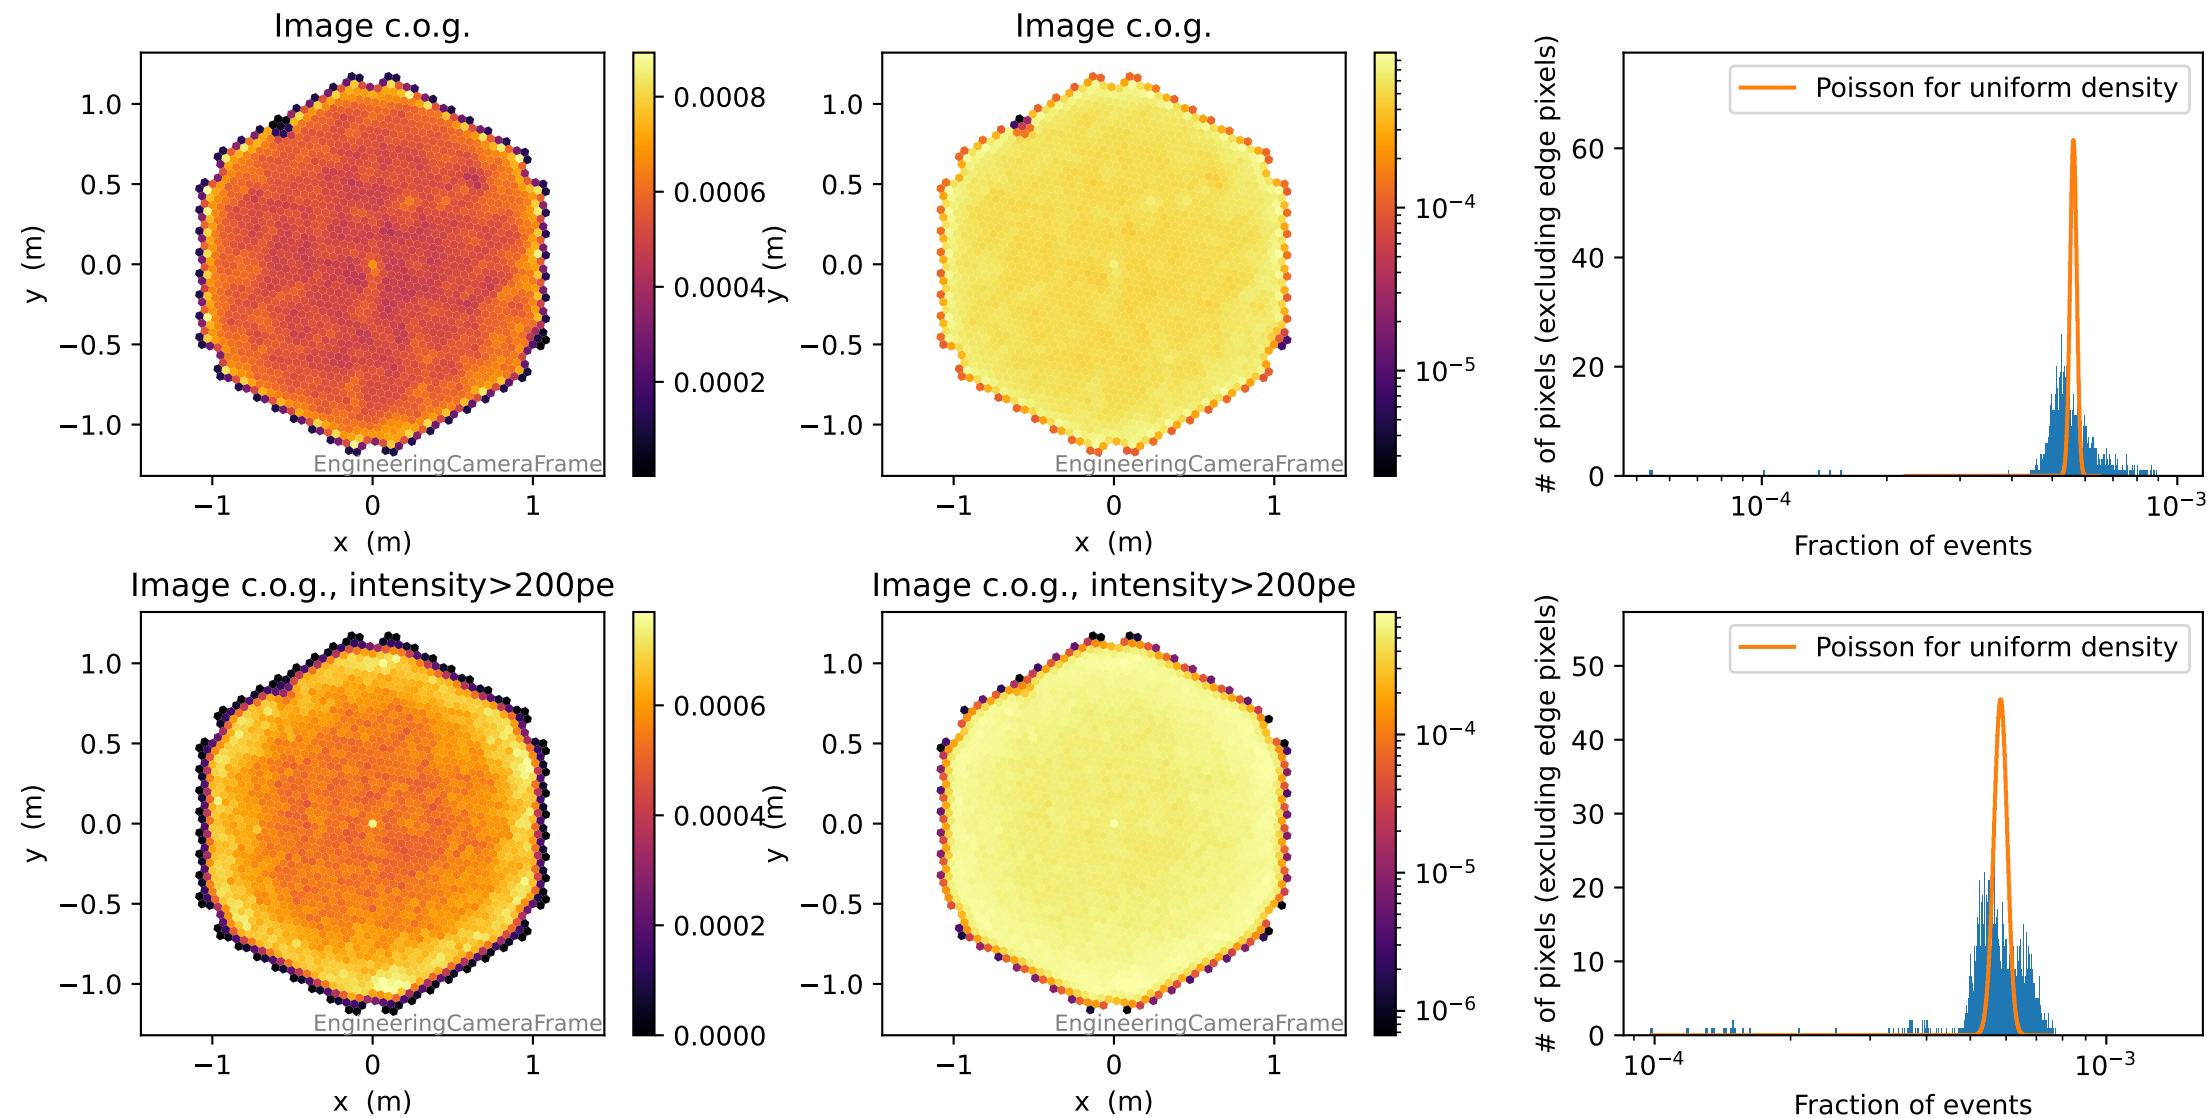 Image c.o.g.
1.0
0.5
0.0
−0.5
−1.0
y (m)
−1
0
1
x (m)
EngineeringCameraFrame
0.0008
0.0006
0.0004
0.0002
Image c.o.g.
1.0
0.5
0.0
−0.5
−1.0
y (m)
−1
0
1
x (m)
EngineeringCameraFrame
10⁻⁴
10⁻⁵
# of pixels (excluding edge pixels)
60
40
20
0
Poisson for uniform density
10⁻⁴
10⁻³
Fraction of events
Image c.o.g., intensity>200pe
1.0
0.5
0.0
−0.5
−1.0
y (m)
−1
0
1
x (m)
EngineeringCameraFrame
0.0006
0.0004
0.0002
0.0000
Image c.o.g., intensity>200pe
1.0
0.5
0.0
−0.5
−1.0
y (m)
−1
0
1
x (m)
EngineeringCameraFrame
10⁻⁴
10⁻⁵
10⁻⁶
# of pixels (excluding edge pixels)
50
40
30
20
10
0
Poisson for uniform density
10⁻⁴
10⁻³
Fraction of events